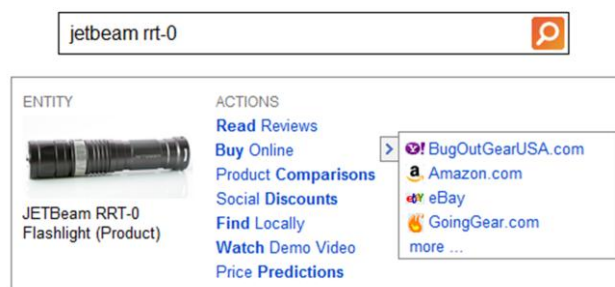 jetbeam rrt-0
ENTITY
JETBeam RRT-0
Flashlight (Product)
ACTIONS
Read Reviews
Buy Online
Product Comparisons
Social Discounts
Find Locally
Watch Demo Video
Price Predictions
>
BugOutGearUSA.com
Amazon.com
eBay
GoingGear.com
more ...